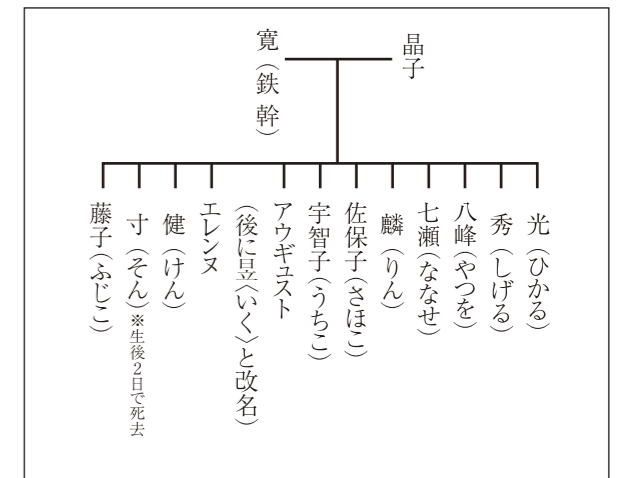 晶子
寛（鉄幹）
光（ひかる）
秀（しげる）
八峰（やつを）
七瀬（ななせ）
麟（りん）
佐保子（さほこ）
宇智子（うちこ）
アウギュスト
（後に昱〈いく〉と改名）
エレンヌ
健（けん）
寸（そん）※生後2日で死去
藤子（ふじこ）